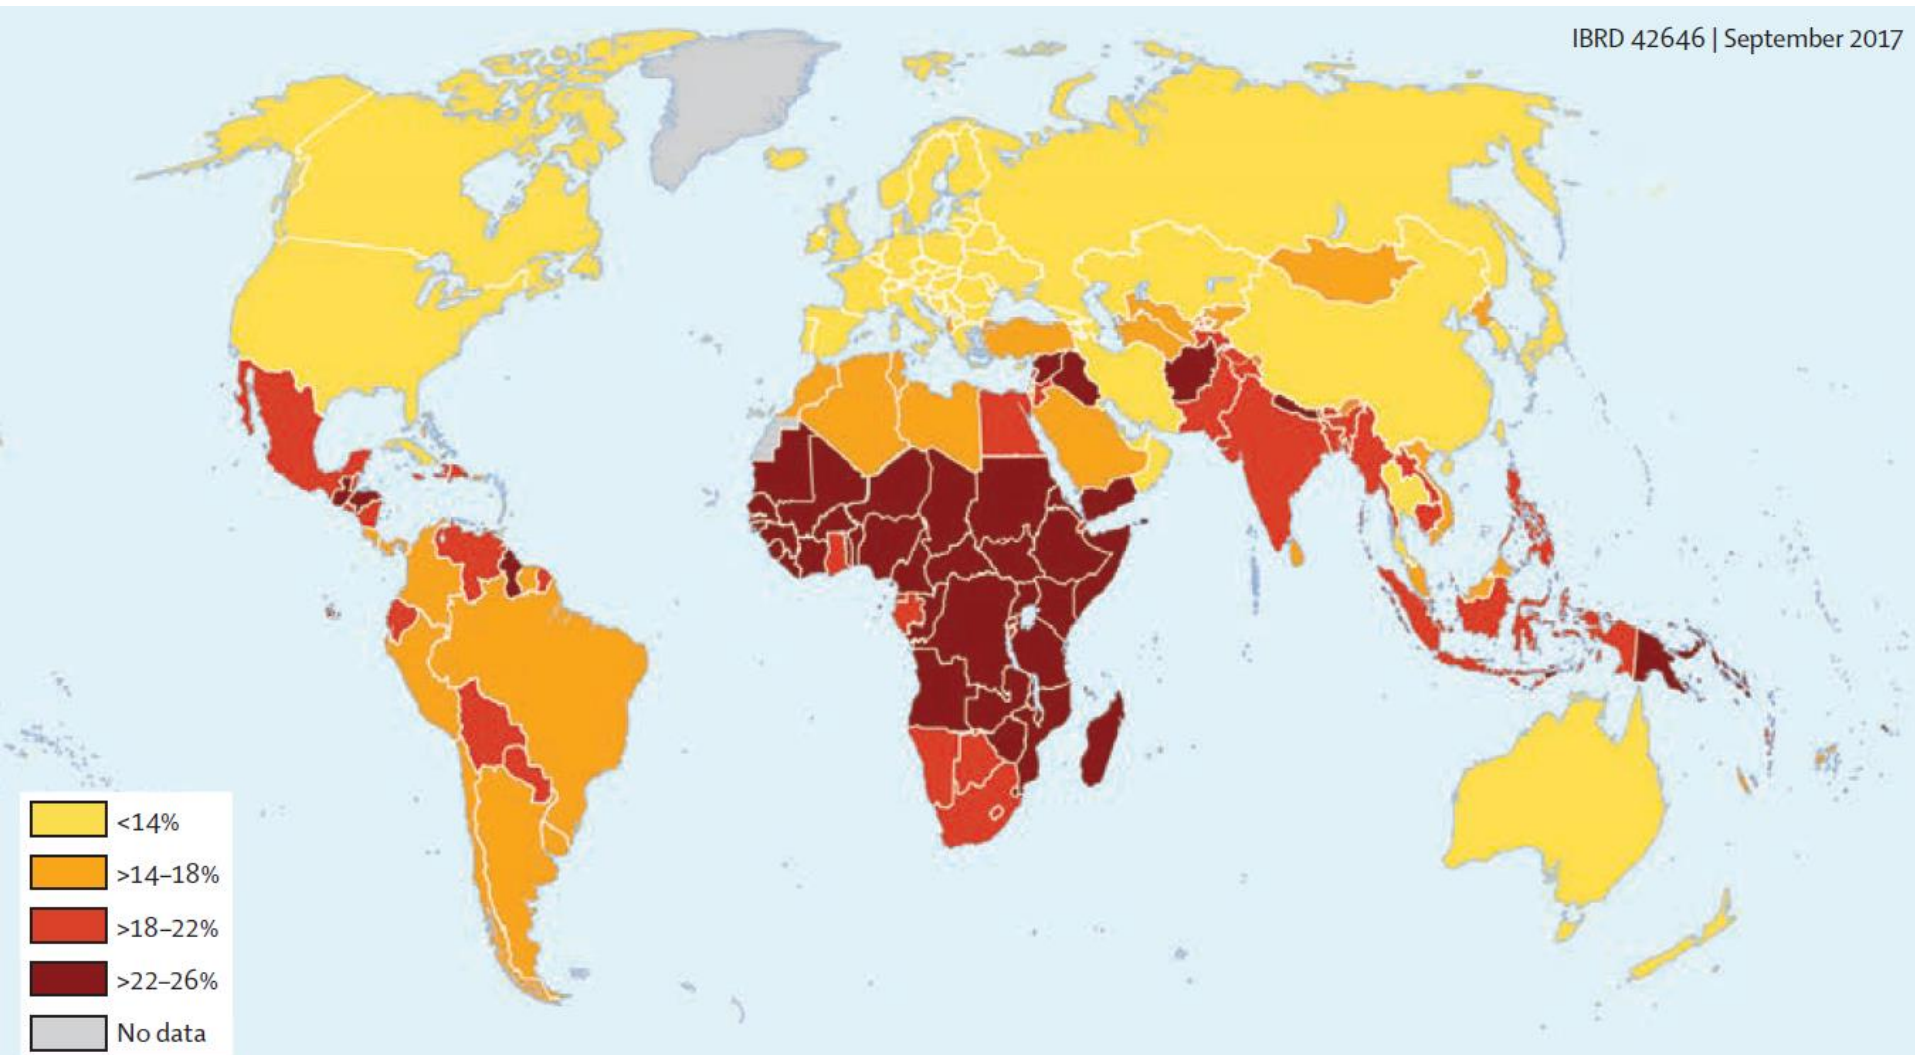 IBRD 42646 | September 2017
<14%
>14–18%
>18–22%
>22–26%
No data